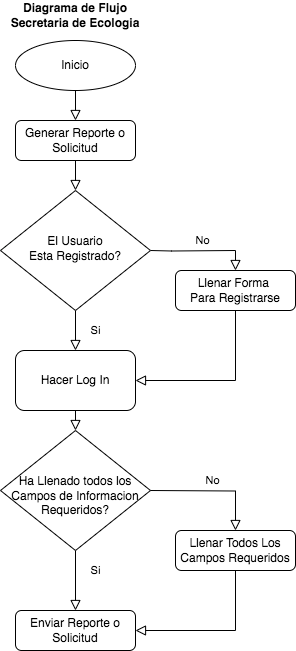 Diagrama de Flujo
Secretaria de Ecologia
Inicio
Generar Reporte o
Solicitud
El Usuario
Esta Registrado?
No
Llenar Forma
Para Registrarse
Si
Hacer Log In
Ha Llenado todos los
Campos de Informacion
Requeridos?
No
Llenar Todos Los
Campos Requeridos
Si
Enviar Reporte o
Solicitud